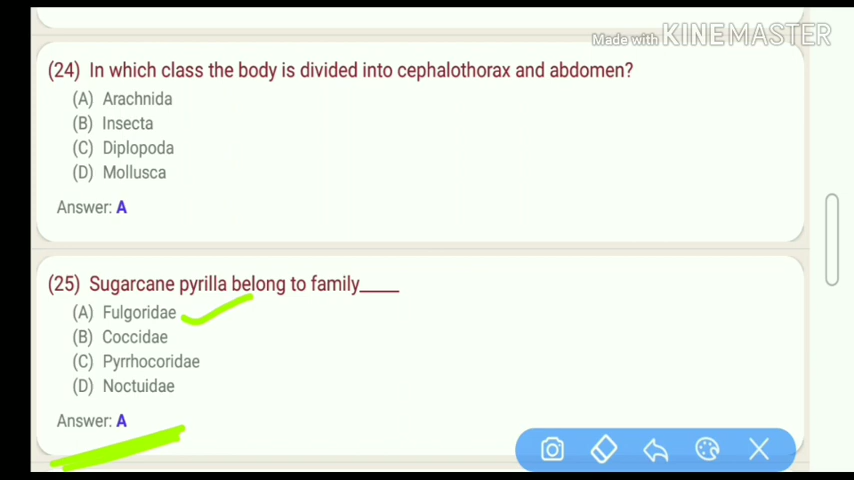 Made with KINEMASTER
(24) In which class the body is divided into cephalothorax and abdomen?
(A) Arachnida
(B) Insecta
(C) Diplopoda
(D) Mollusca
Answer: A
(25) Sugarcane pyrilla belong to family____
(A) Fulgoridae
(B) Coccidae
(C) Pyrrhocoridae
(D) Noctuidae
Answer: A